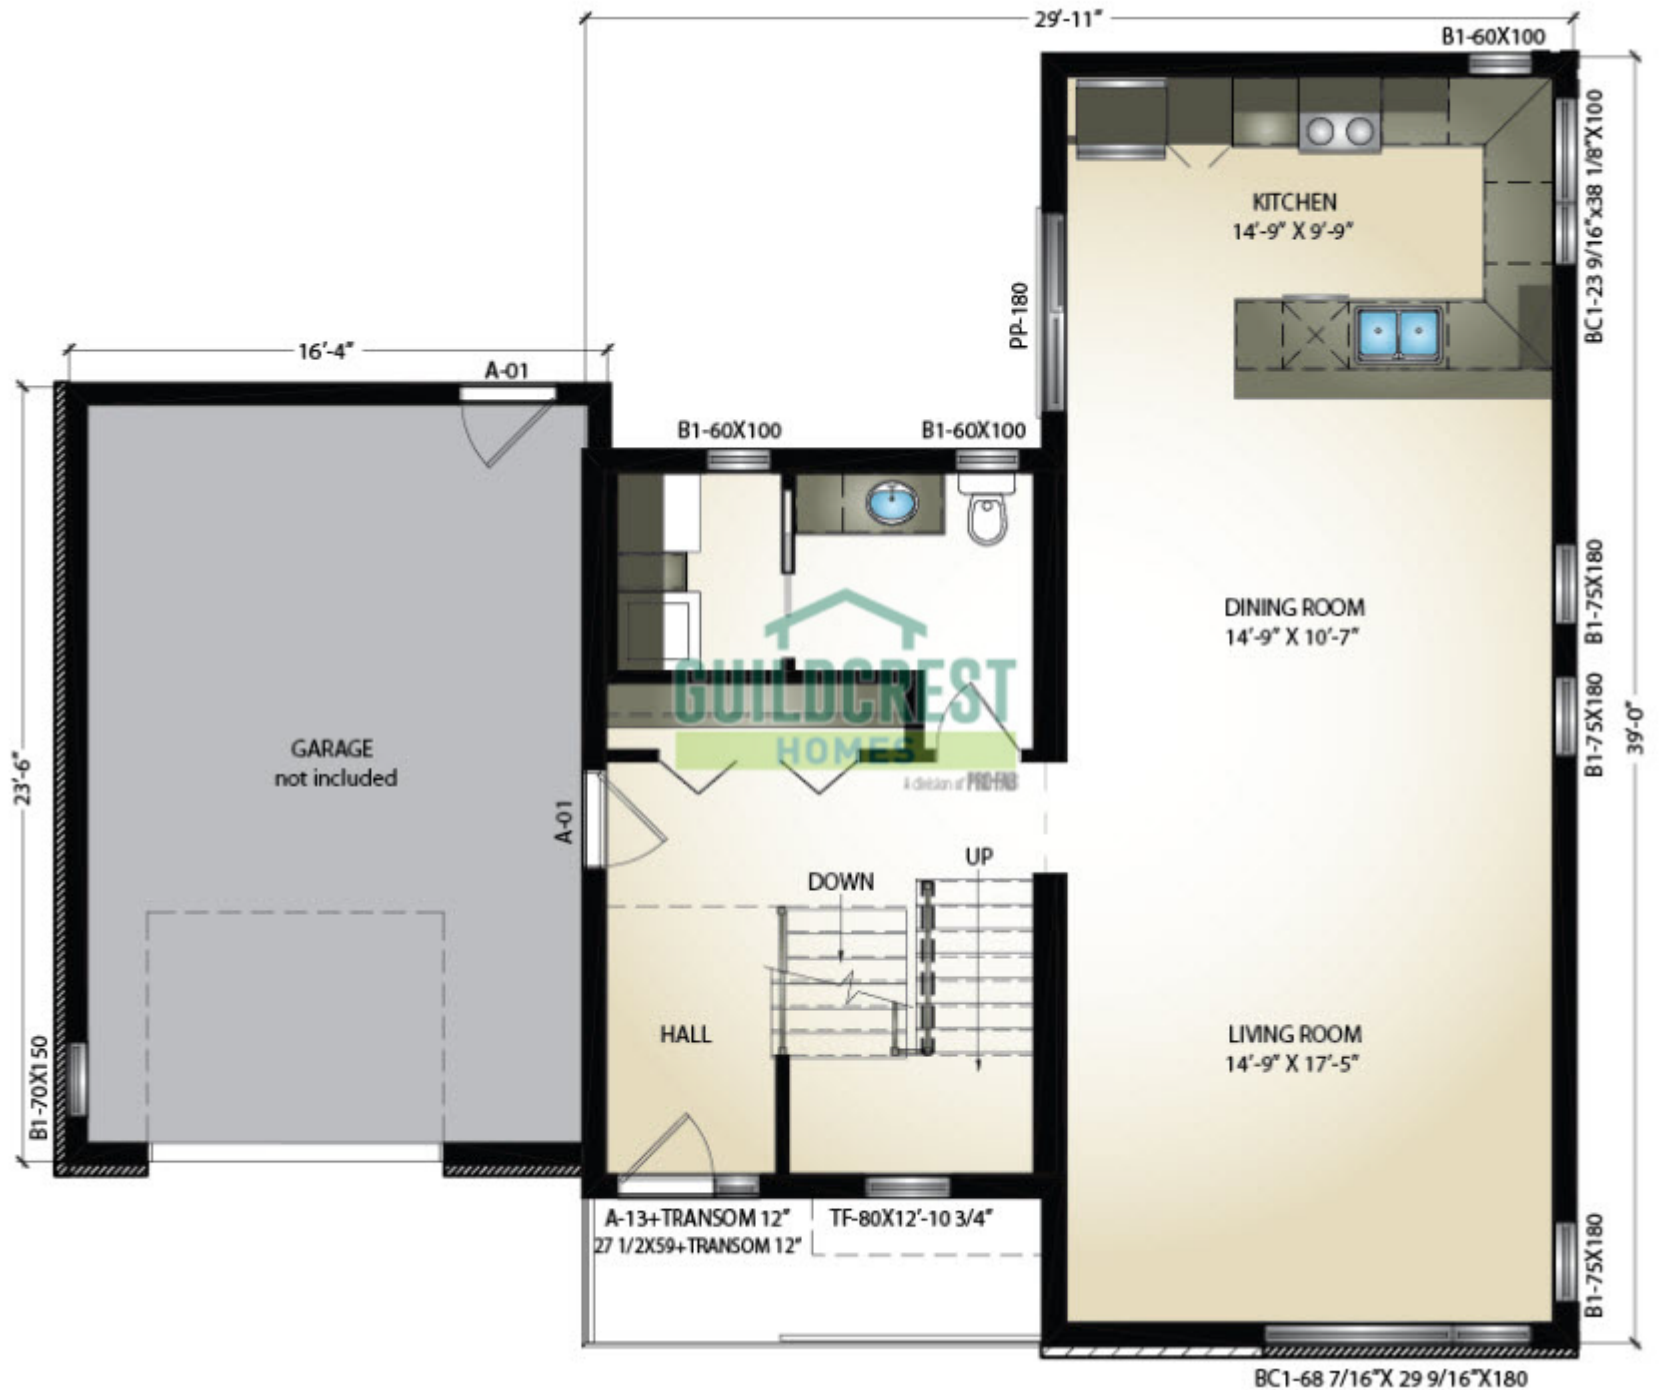 29'-11"
B1-60X100
BC1-23 9/16"x38 1/8"X100
KITCHEN
14'-9" X 9'-9"
PP-180
16'-4"
A-01
B1-60X100
B1-60X100
DINING ROOM
14'-9" X 10'-7"
B1-75X180
B1-75X180
39'-0"
GUILDCREST
HOMES
A division of PRO-FAB
GARAGE
not included
23'-6"
A-01
UP
DOWN
HALL
LIVING ROOM
14'-9" X 17'-5"
B1-70X150
A-13+TRANSOM 12"
27 1/2X59+TRANSOM 12"
TF-80X12'-10 3/4"
B1-75X180
BC1-68 7/16"X 29 9/16"X180